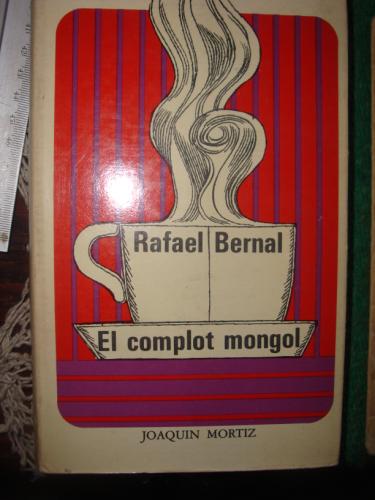 Rafael Bernal
El complot mongol
JOAQUIN MORTIZ